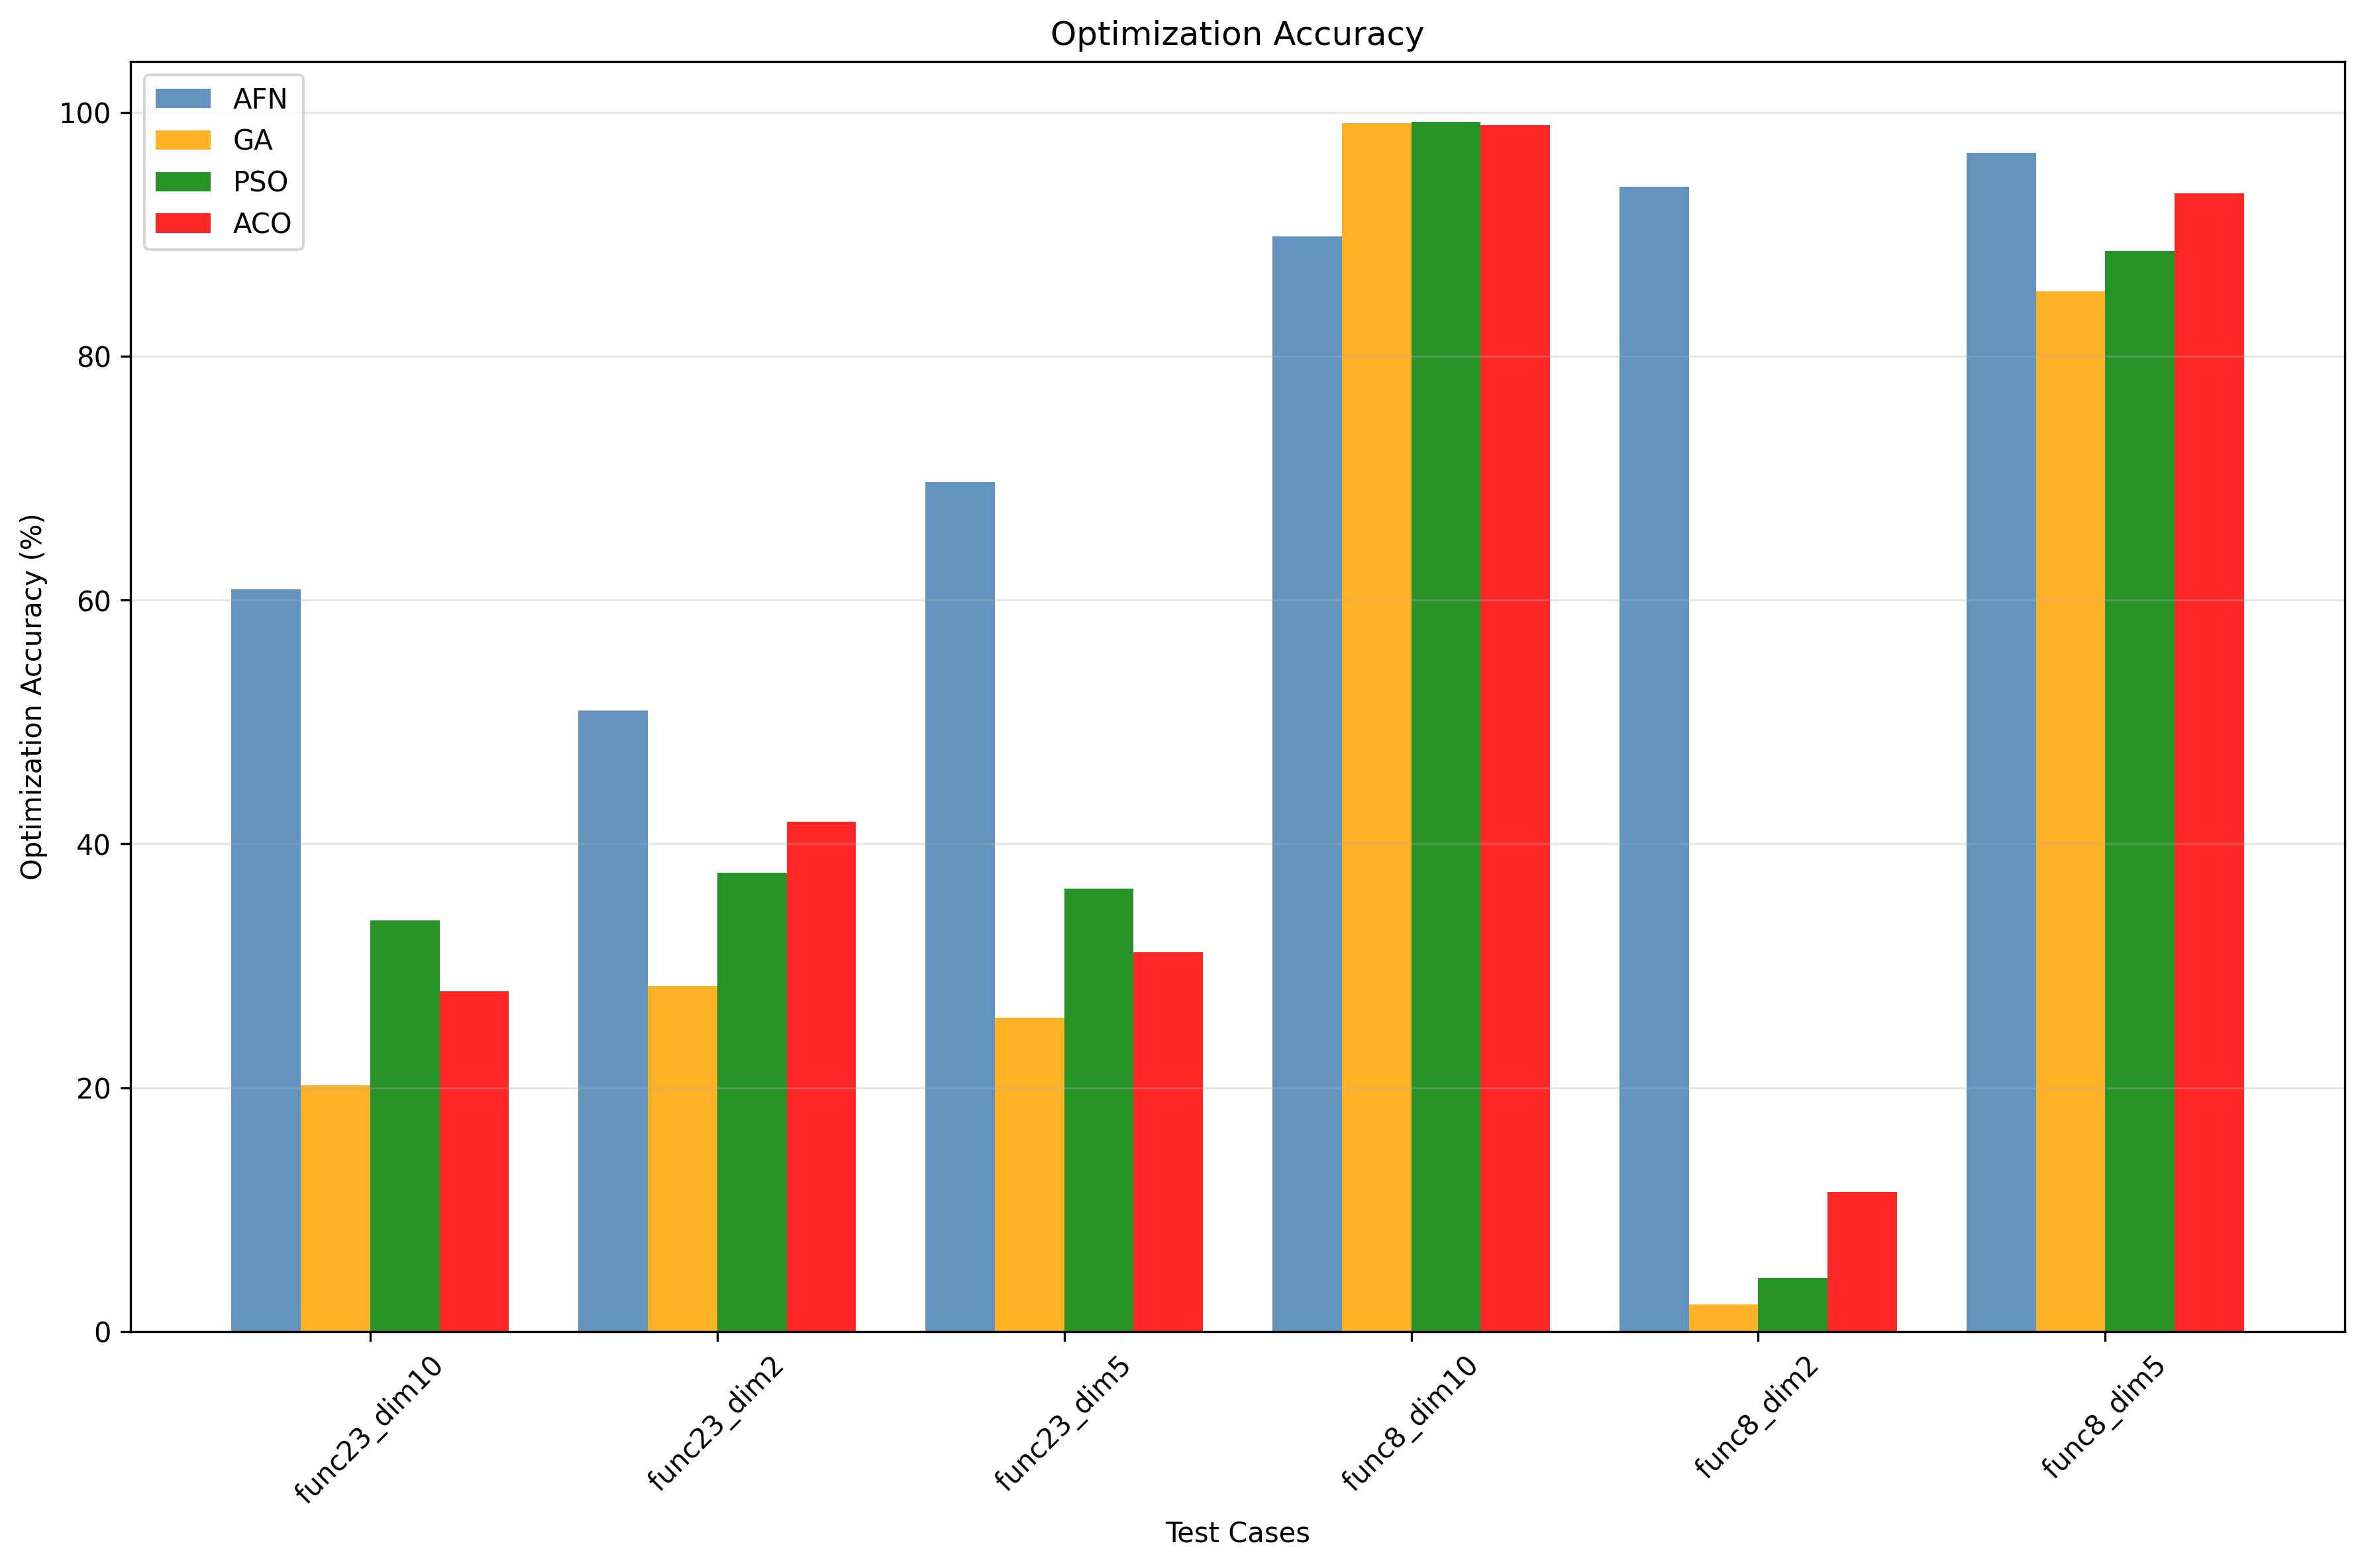 Optimization Accuracy
AFN
GA
PSO
ACO
Optimization Accuracy (%)
100
80
60
40
20
0
func23_dim10
func23_dim2
func23_dim5
func8_dim10
func8_dim2
func8_dim5
Test Cases